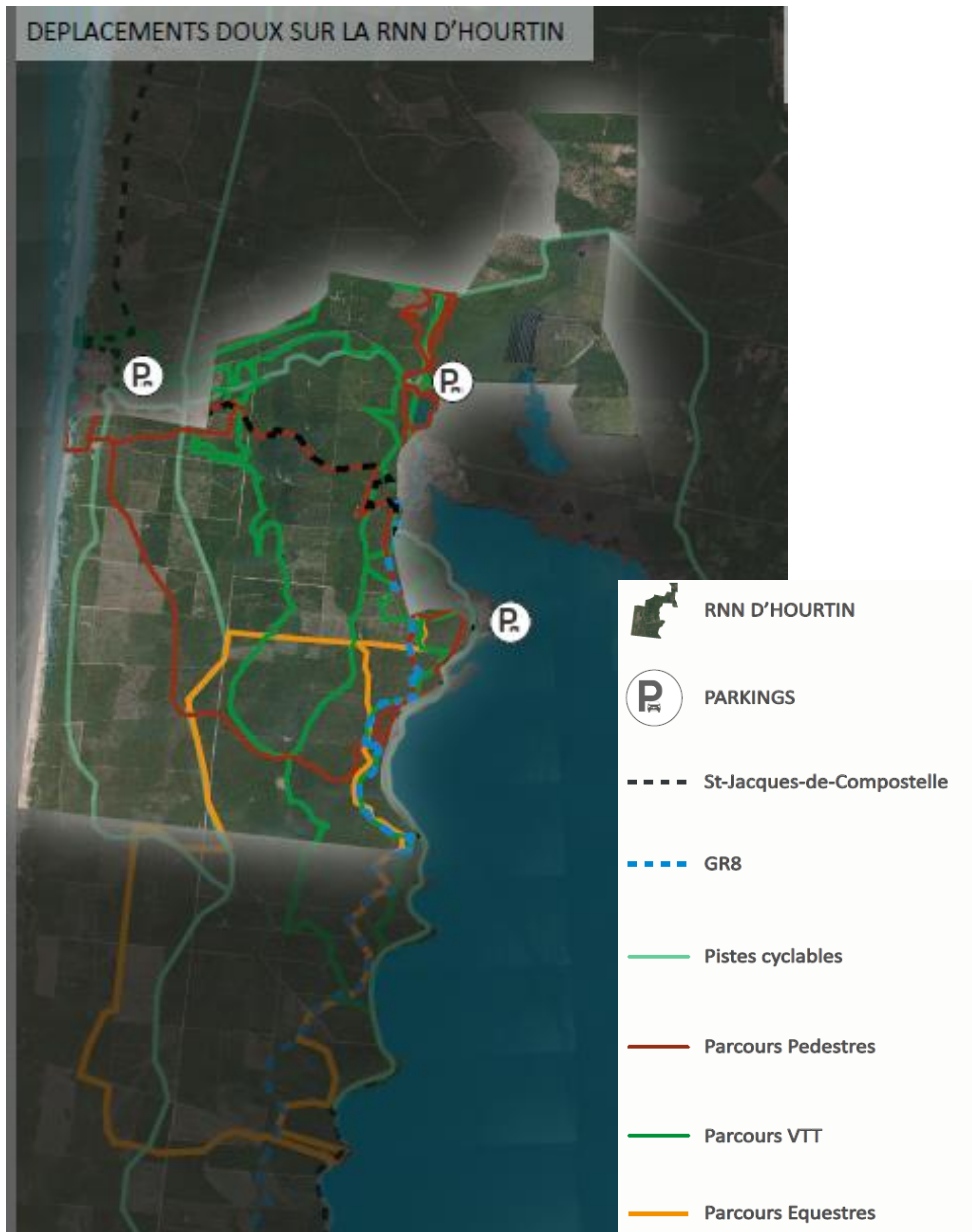 DEPLACEMENTS DOUX SUR LA RNN D'HOURTIN
P
P
P
RNN D'HOURTIN
P
PARKINGS
St-Jacques-de-Compostelle
GR8
Pistes cyclables
Parcours Pedestres
Parcours VTT
Parcours Equestres